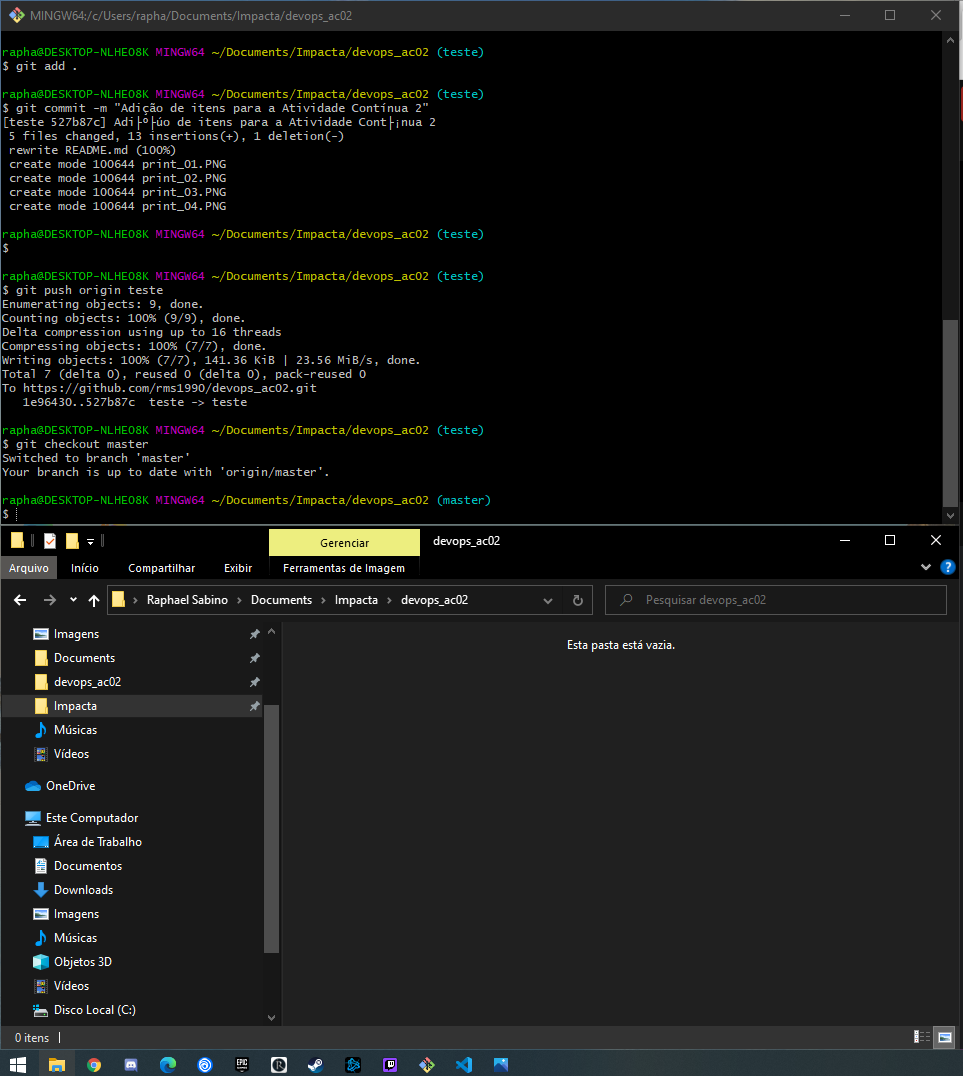 MINGW64:/c/Users/rapha/Documents/Impacta/devops_ac02
rapha@DESKTOP-NLHE08K MINGW64 ~/Documents/Impacta/devops_ac02 (teste)
$ git add .
rapha@DESKTOP-NLHE08K MINGW64 ~/Documents/Impacta/devops_ac02 (teste)
$ git commit -m "Adição de itens para a Atividade Contínua 2"
[teste 527b87c] Adi├º├úo de itens para a Atividade Cont├¡nua 2
 5 files changed, 13 insertions(+), 1 deletion(-)
 rewrite README.md (100%)
 create mode 100644 print_01.PNG
 create mode 100644 print_02.PNG
 create mode 100644 print_03.PNG
 create mode 100644 print_04.PNG
rapha@DESKTOP-NLHE08K MINGW64 ~/Documents/Impacta/devops_ac02 (teste)
$
rapha@DESKTOP-NLHE08K MINGW64 ~/Documents/Impacta/devops_ac02 (teste)
$ git push origin teste
Enumerating objects: 9, done.
Counting objects: 100% (9/9), done.
Delta compression using up to 16 threads
Compressing objects: 100% (7/7), done.
Writing objects: 100% (7/7), 141.36 KiB | 23.56 MiB/s, done.
Total 7 (delta 0), reused 0 (delta 0), pack-reused 0
To https://github.com/rms1990/devops_ac02.git
   1e96430..527b87c  teste -> teste
rapha@DESKTOP-NLHE08K MINGW64 ~/Documents/Impacta/devops_ac02 (teste)
$ git checkout master
Switched to branch 'master'
Your branch is up to date with 'origin/master'.
rapha@DESKTOP-NLHE08K MINGW64 ~/Documents/Impacta/devops_ac02 (master)
$
Gerenciar devops_ac02
Arquivo Início Compartilhar Exibir Ferramentas de Imagem
Raphael Sabino Documents Impacta devops_ac02 Pesquisar devops_ac02
Imagens
Documents
devops_ac02
Impacta
Músicas
Vídeos
OneDrive
Este Computador
Área de Trabalho
Documentos
Downloads
Imagens
Músicas
Objetos 3D
Vídeos
Disco Local (C:)
Esta pasta está vazia.
0 itens
EPIC